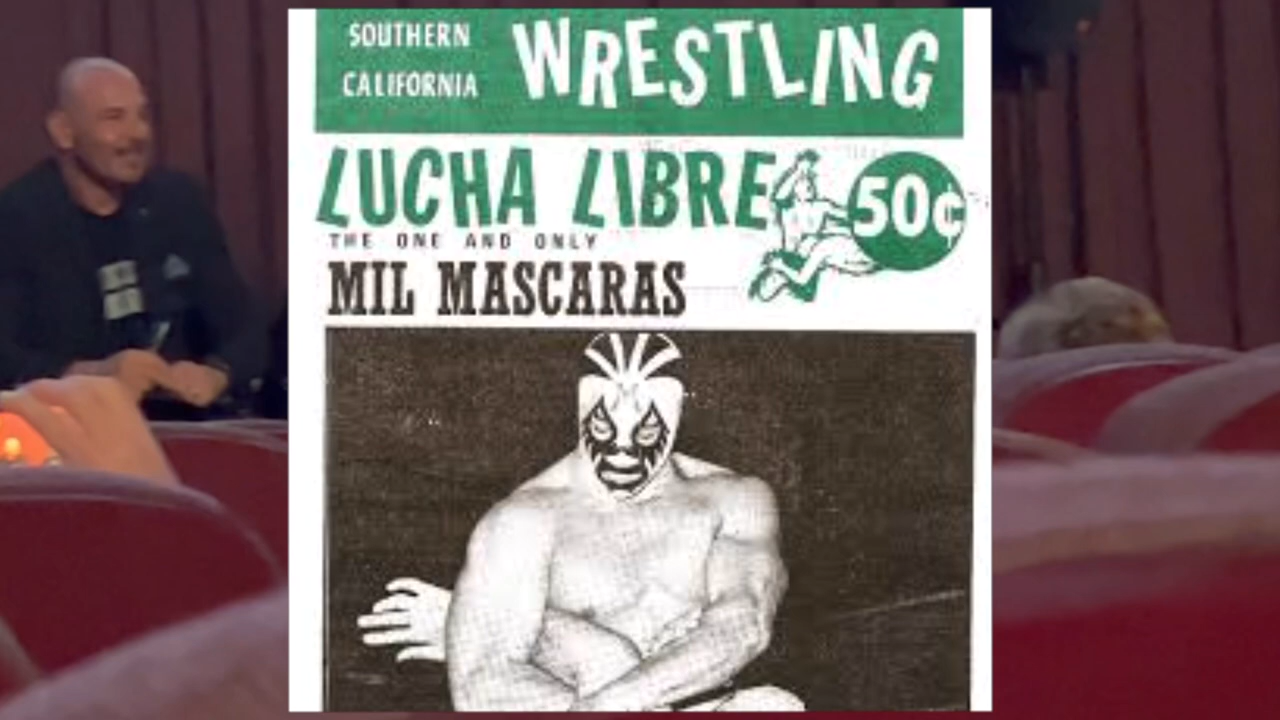 SOUTHERN
CALIFORNIA
WRESTLING
LUCHA LIBRE
50¢
THE ONE AND ONLY
MIL MASCARAS